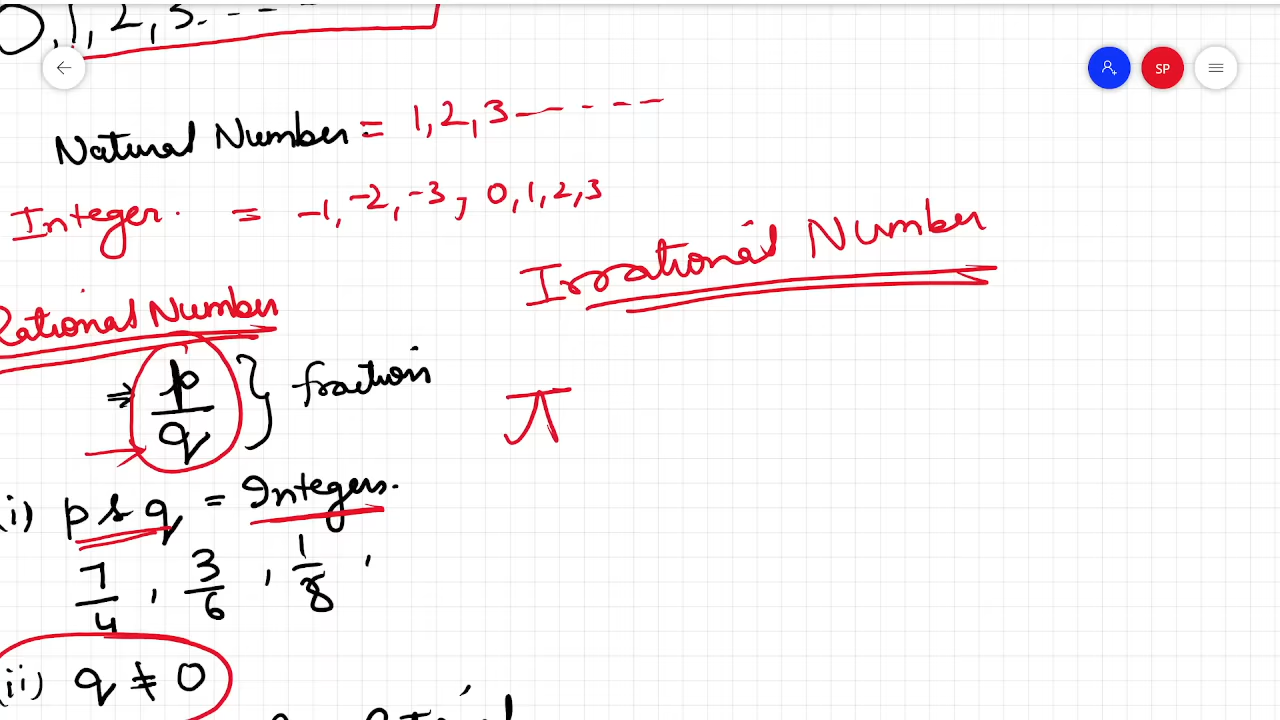 0, 1, 2, 3. - - - -
SP
Natural Number = 1, 2, 3 - - - - -
Integer. = -1, -2, -3, 0, 1, 2, 3
Irrational Number
Rational Number
⇒ p/q } fraction
π
(i) p & q = Integers.
7/4, 3/6, 1/8,
(ii) q ≠ 0